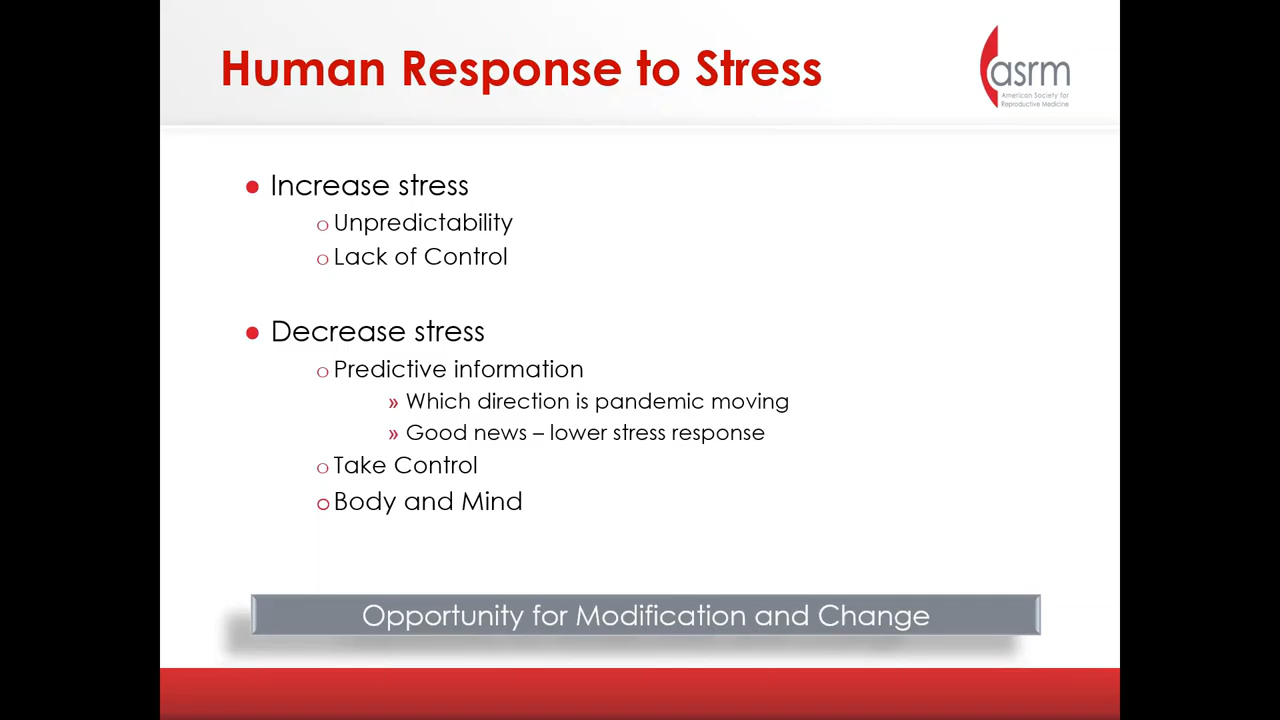 Human Response to Stress
asrm
American Society for
Reproductive Medicine
• Increase stress
o Unpredictability
o Lack of Control
• Decrease stress
o Predictive information
» Which direction is pandemic moving
» Good news – lower stress response
o Take Control
o Body and Mind
Opportunity for Modification and Change